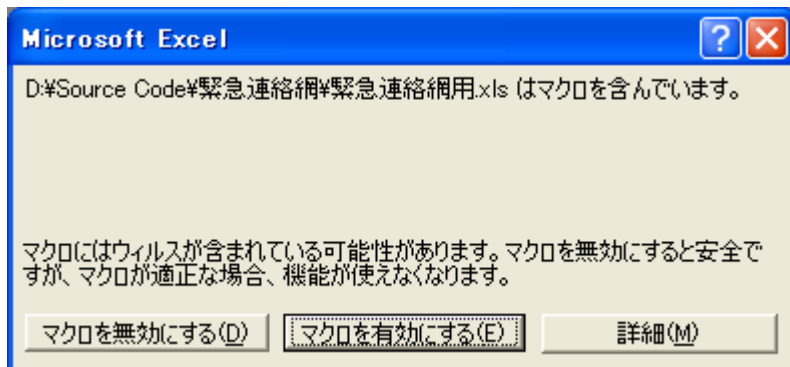 Microsoft Excel
D:¥Source Code¥緊急連絡網¥緊急連絡網用.xls はマクロを含んでいます。
マクロにはウィルスが含まれている可能性があります。マクロを無効にすると安全で
すが、マクロが適正な場合、機能が使えなくなります。
マクロを無効にする(D) マクロを有効にする(E) 詳細(M)